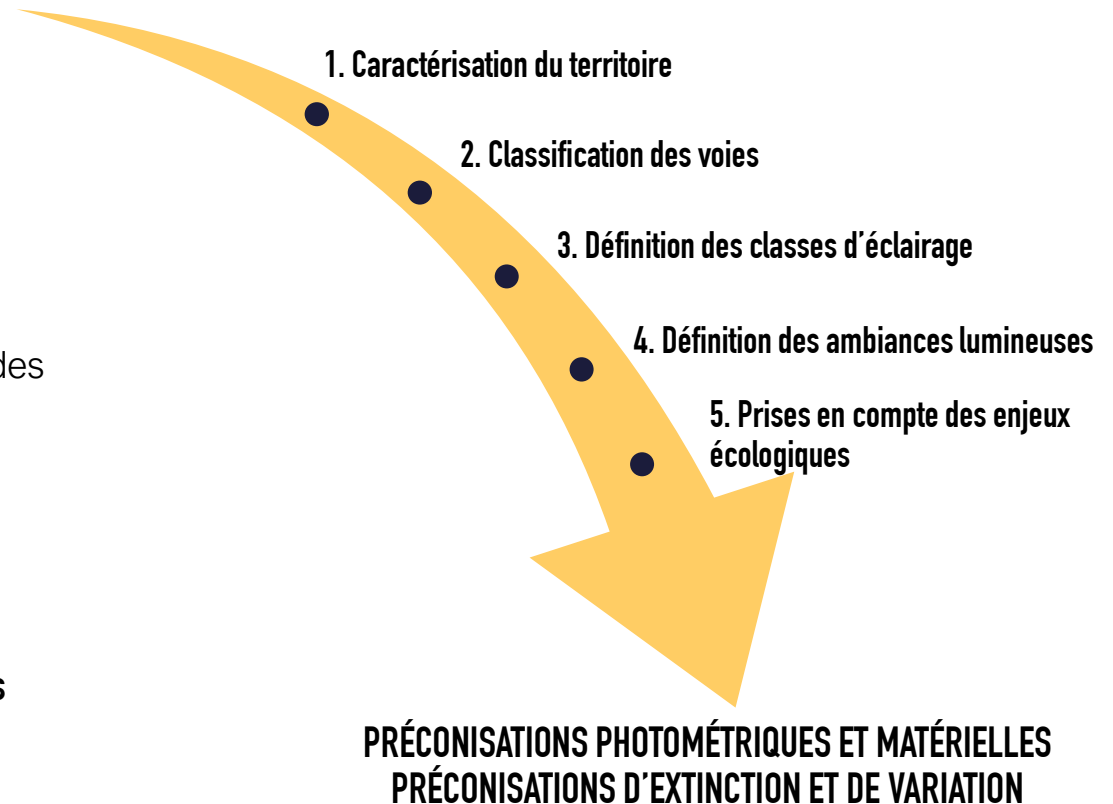 1. Caractérisation du territoire
2. Classification des voies
3. Définition des classes d’éclairage
des
4. Définition des ambiances lumineuses
5. Prises en compte des enjeux
écologiques
s
PRÉCONISATIONS PHOTOMÉTRIQUES ET MATÉRIELLES
PRÉCONISATIONS D’EXTINCTION ET DE VARIATION